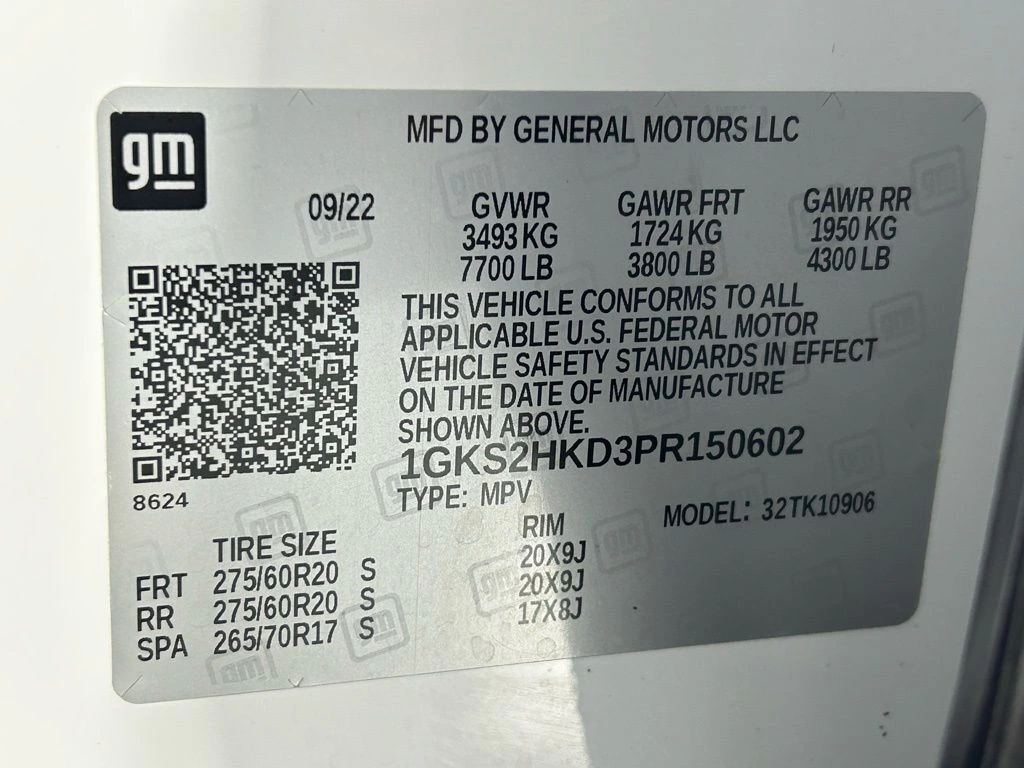 gm
MFD BY GENERAL MOTORS LLC
09/22 GVWR GAWR FRT GAWR RR
3493 KG 1724 KG 1950 KG
7700 LB 3800 LB 4300 LB
THIS VEHICLE CONFORMS TO ALL
APPLICABLE U.S. FEDERAL MOTOR
VEHICLE SAFETY STANDARDS IN EFFECT
ON THE DATE OF MANUFACTURE
SHOWN ABOVE.
1GKS2HKD3PR150602
8624
TYPE: MPV MODEL: 32TK10906
TIRE SIZE RIM
FRT 275/60R20 S 20X9J
RR 275/60R20 S 20X9J
SPA 265/70R17 S 17X8J